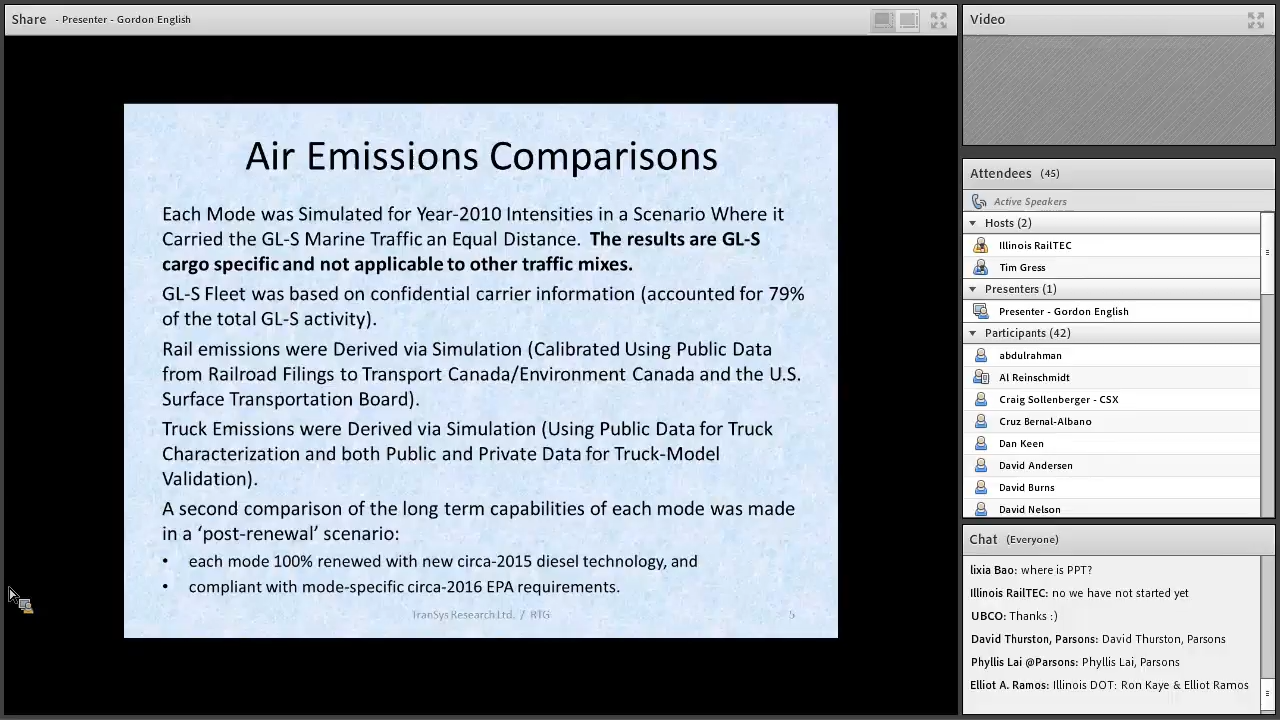 Share - Presenter - Gordon English
Air Emissions Comparisons
Each Mode was Simulated for Year-2010 Intensities in a Scenario Where it
Carried the GL-S Marine Traffic an Equal Distance. The results are GL-S
cargo specific and not applicable to other traffic mixes.
GL-S Fleet was based on confidential carrier information (accounted for 79%
of the total GL-S activity).
Rail emissions were Derived via Simulation (Calibrated Using Public Data
from Railroad Filings to Transport Canada/Environment Canada and the U.S.
Surface Transportation Board).
Truck Emissions were Derived via Simulation (Using Public Data for Truck
Characterization and both Public and Private Data for Truck-Model
Validation).
A second comparison of the long term capabilities of each mode was made
in a ‘post-renewal’ scenario:
• each mode 100% renewed with new circa-2015 diesel technology, and
• compliant with mode-specific circa-2016 EPA requirements.
TranSys Research Ltd. / RTG 5
Video
Attendees (45)
Active Speakers
Hosts (2)
Illinois RailTEC
Tim Gress
Presenters (1)
Presenter - Gordon English
Participants (42)
abdulrahman
Al Reinschmidt
Craig Sollenberger - CSX
Cruz Bernal-Albano
Dan Keen
David Andersen
David Burns
David Nelson
Chat (Everyone)
lixia Bao: where is PPT?
Illinois RailTEC: no we have not started yet
UBCO: Thanks :)
David Thurston, Parsons: David Thurston, Parsons
Phyllis Lai @Parsons: Phyllis Lai, Parsons
Elliot A. Ramos: Illinois DOT: Ron Kaye & Elliot Ramos